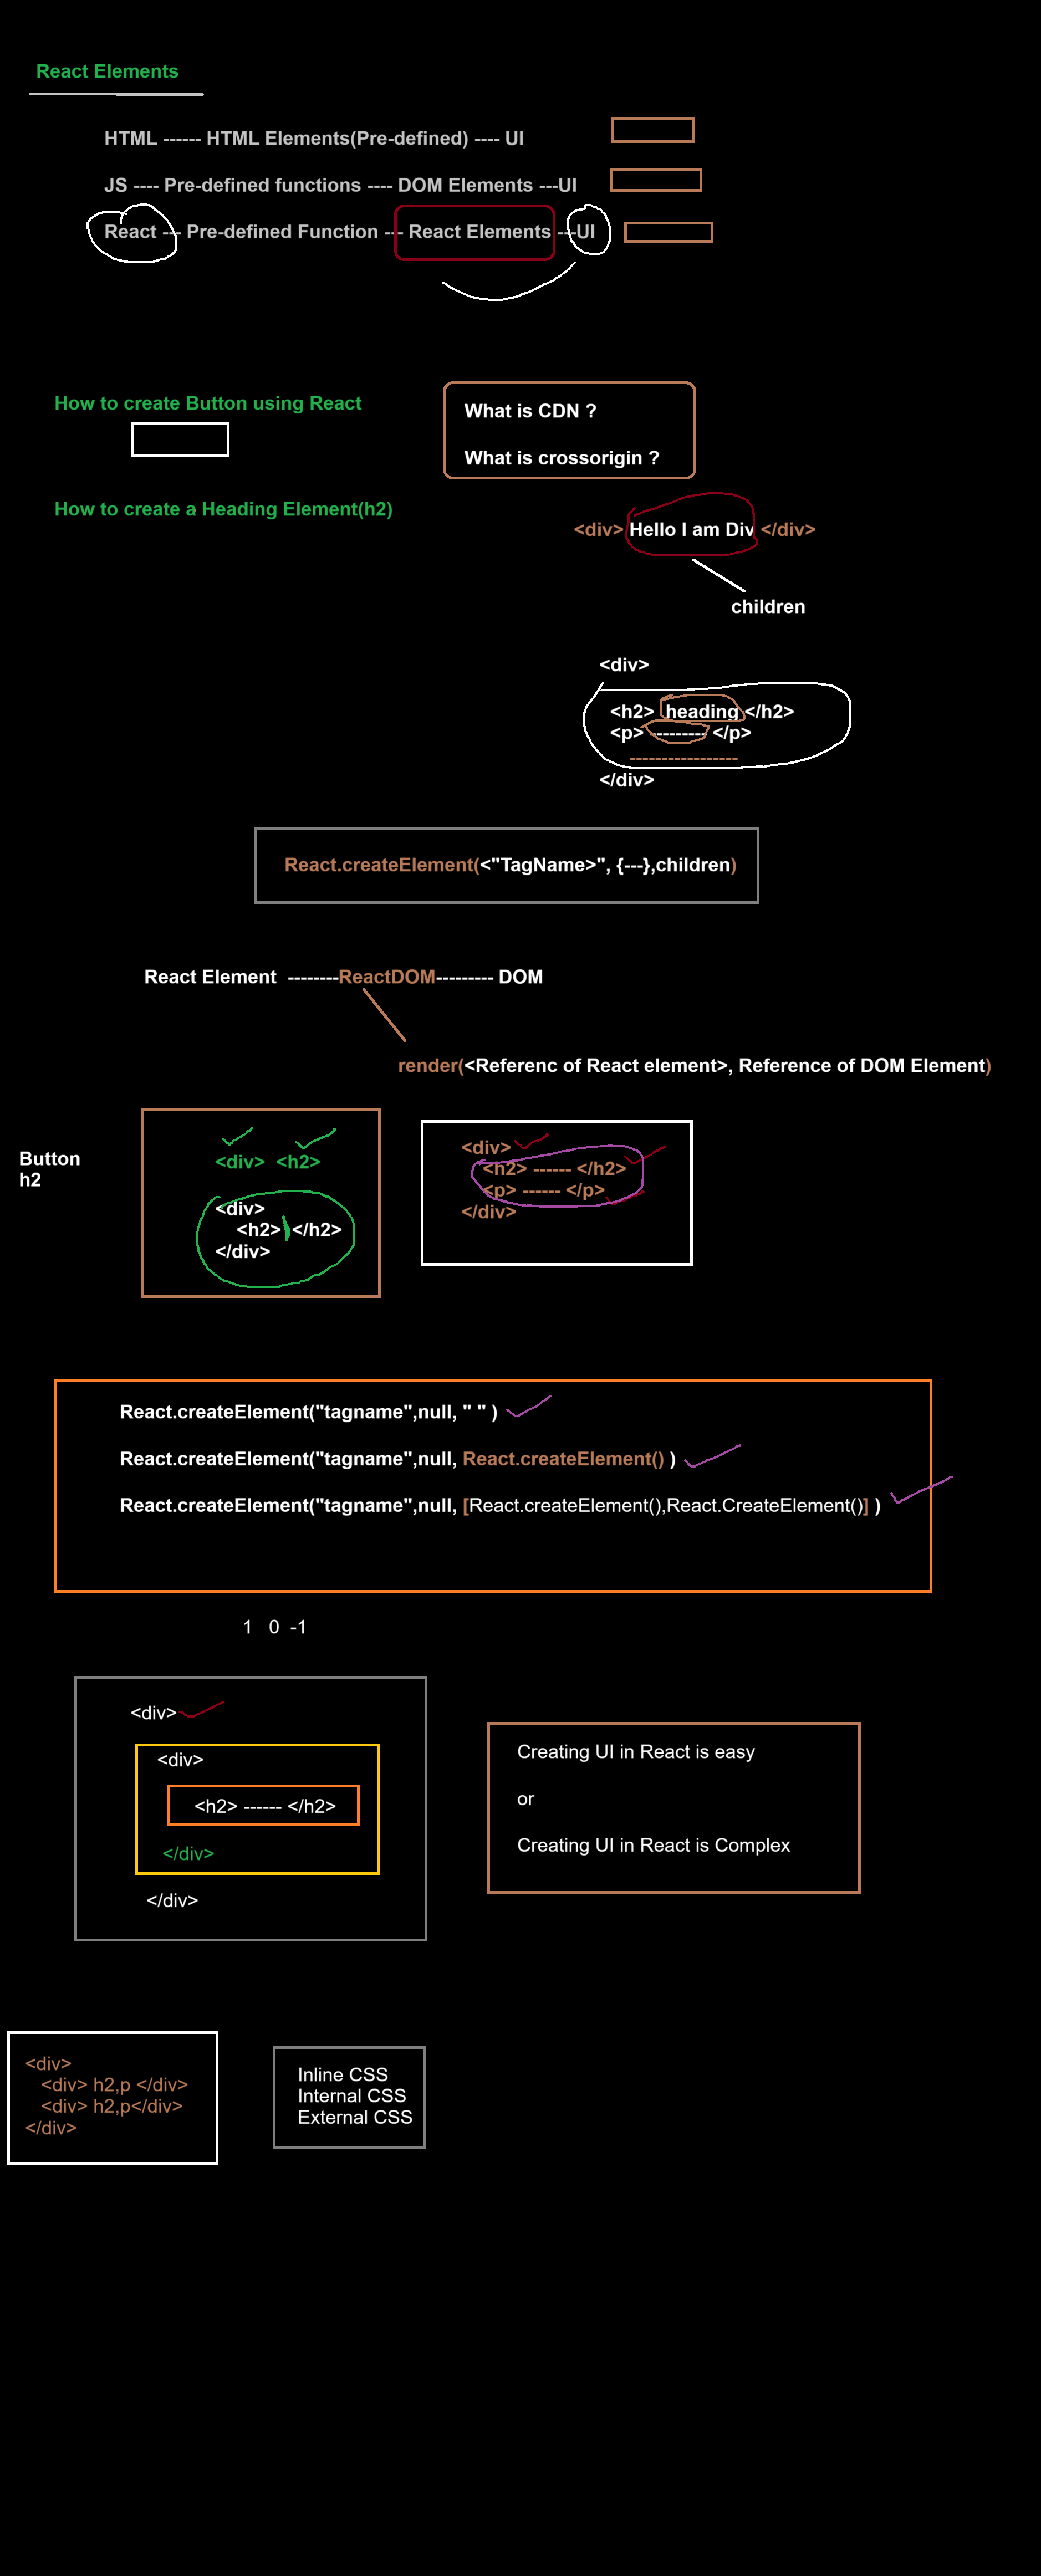 React Elements
HTML ------ HTML Elements(Pre-defined) ---- UI
JS ---- Pre-defined functions ---- DOM Elements ---UI
React --- Pre-defined Function --- React Elements ---UI
How to create Button using React
What is CDN ?
What is crossorigin ?
How to create a Heading Element(h2)
<div> Hello I am Div </div>
children
<div>
<h2> heading </h2>
<p> --------- </p>
-----------------
</div>
React.createElement(<"TagName>", {---},children)
React Element --------ReactDOM--------- DOM
render(<Referenc of React element>, Reference of DOM Element)
Button
h2
<div> <h2>
<div>
<h2> </h2>
</div>
<div>
<h2> ------ </h2>
<p> ------ </p>
</div>
React.createElement("tagname",null, " " )
React.createElement("tagname",null, React.createElement() )
React.createElement("tagname",null, [React.createElement(),React.CreateElement()] )
1 0 -1
<div>
<div>
<h2> ------ </h2>
</div>
</div>
Creating UI in React is easy
or
Creating UI in React is Complex
<div>
<div> h2,p </div>
<div> h2,p</div>
</div>
Inline CSS
Internal CSS
External CSS